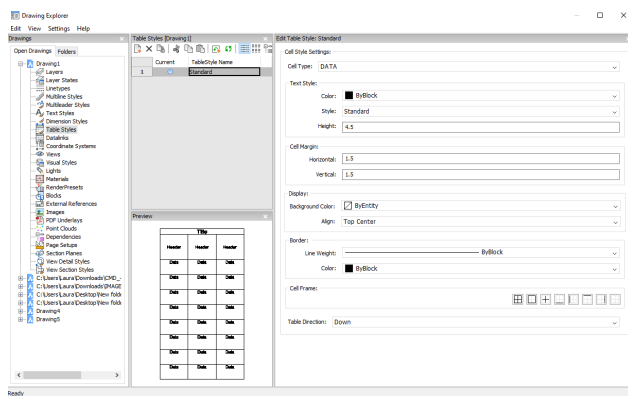 Drawing Explorer
Edit View Settings Help
Drawings
Open Drawings Folders
Drawing1
Layers
Layer States
Linetypes
Multiline Styles
Multileader Styles
Text Styles
Dimension Styles
Table Styles
Datalinks
Coordinate Systems
Views
Visual Styles
Lights
Materials
RenderPresets
Blocks
External References
Images
PDF Underlays
Point Clouds
Dependencies
Page Setups
Section Planes
View Detail Styles
View Section Styles
C:\Users\Laura\Downloads\CMD_-
C:\Users\Laura\Downloads\IMAGE
C:\Users\Laura\Desktop\New folde
C:\Users\Laura\Desktop\New folde
Drawing4
Drawing5
Ready
Table Styles [Drawing1]
Current TableStyle Name
1 Standard
Preview
Title
Header Header Header
Data Data Data
Data Data Data
Data Data Data
Data Data Data
Data Data Data
Data Data Data
Data Data Data
Data Data Data
Edit Table Style: Standard
Cell Style Settings:
Cell Type: DATA
Text Style:
Color: ByBlock
Style: Standard
Height: 4.5
Cell Margin:
Horizontal: 1.5
Vertical: 1.5
Display:
Background Color: ByEntity
Align: Top Center
Border:
Line Weight: ByBlock
Color: ByBlock
Cell Frame:
Table Direction: Down